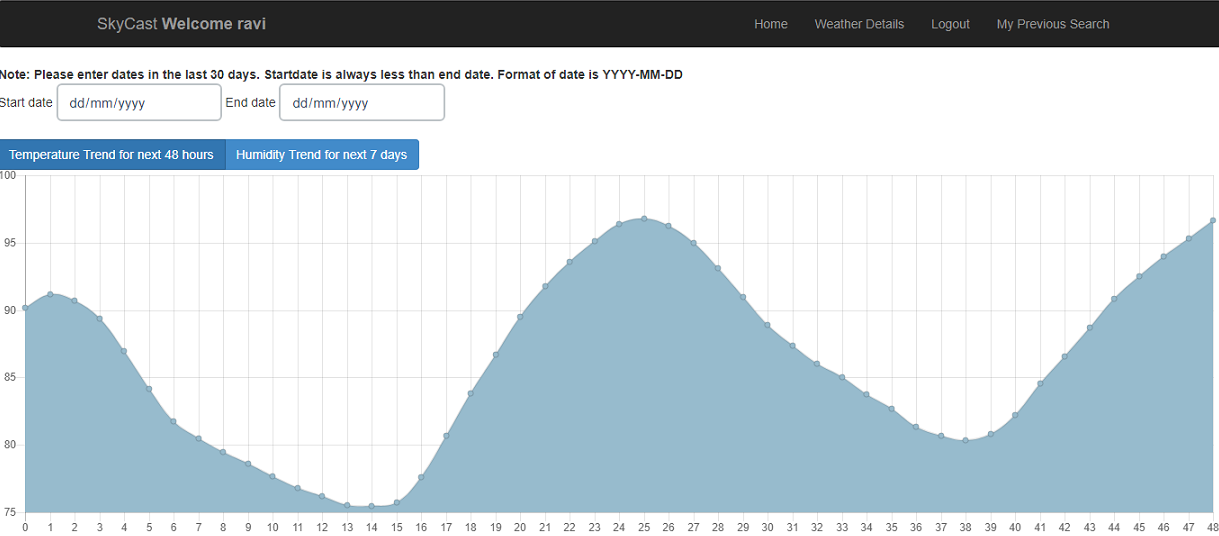 SkyCast Welcome ravi Home Weather Details Logout My Previous Search
Note: Please enter dates in the last 30 days. Startdate is always less than end date. Format of date is YYYY-MM-DD
Start date dd/mm/yyyy End date dd/mm/yyyy
Temperature Trend for next 48 hours Humidity Trend for next 7 days
100
95
90
85
80
75
0 1 2 3 4 5 6 7 8 9 10 11 12 13 14 15 16 17 18 19 20 21 22 23 24 25 26 27 28 29 30 31 32 33 34 35 36 37 38 39 40 41 42 43 44 45 46 47 48